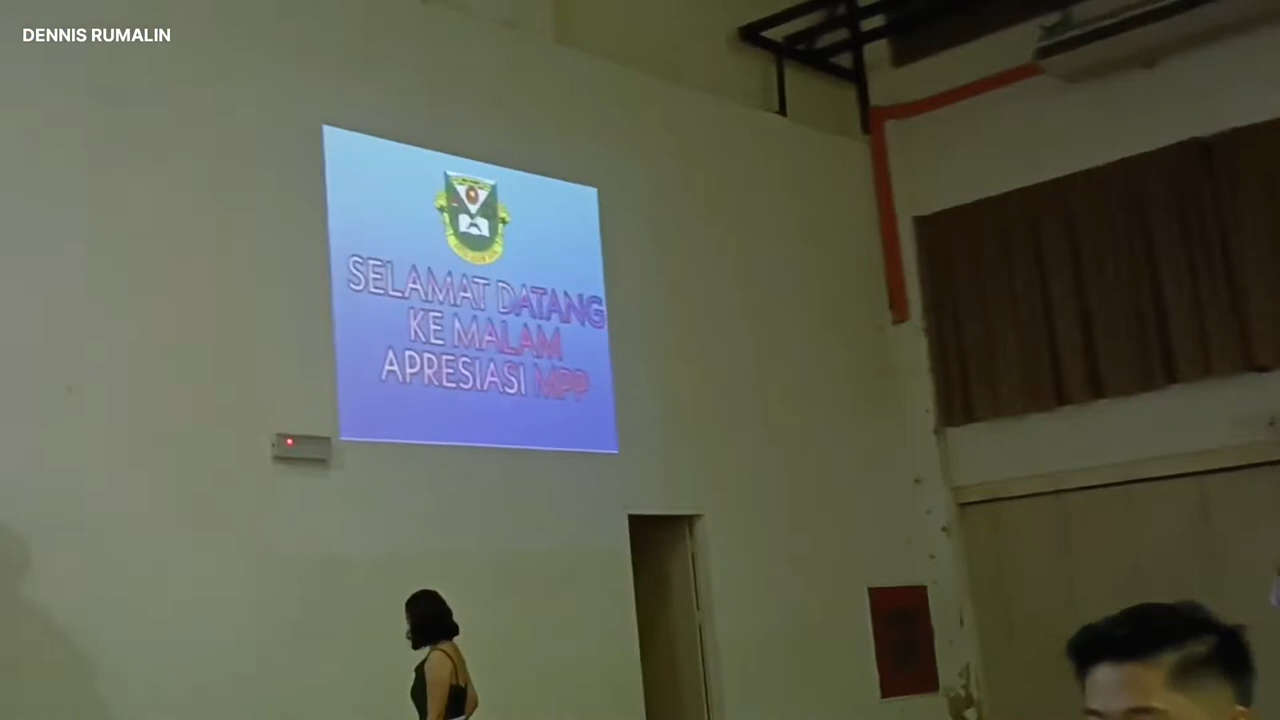 DENNIS RUMALIN
SELAMAT DATANG
KE MALAM
APRESIASI MPP